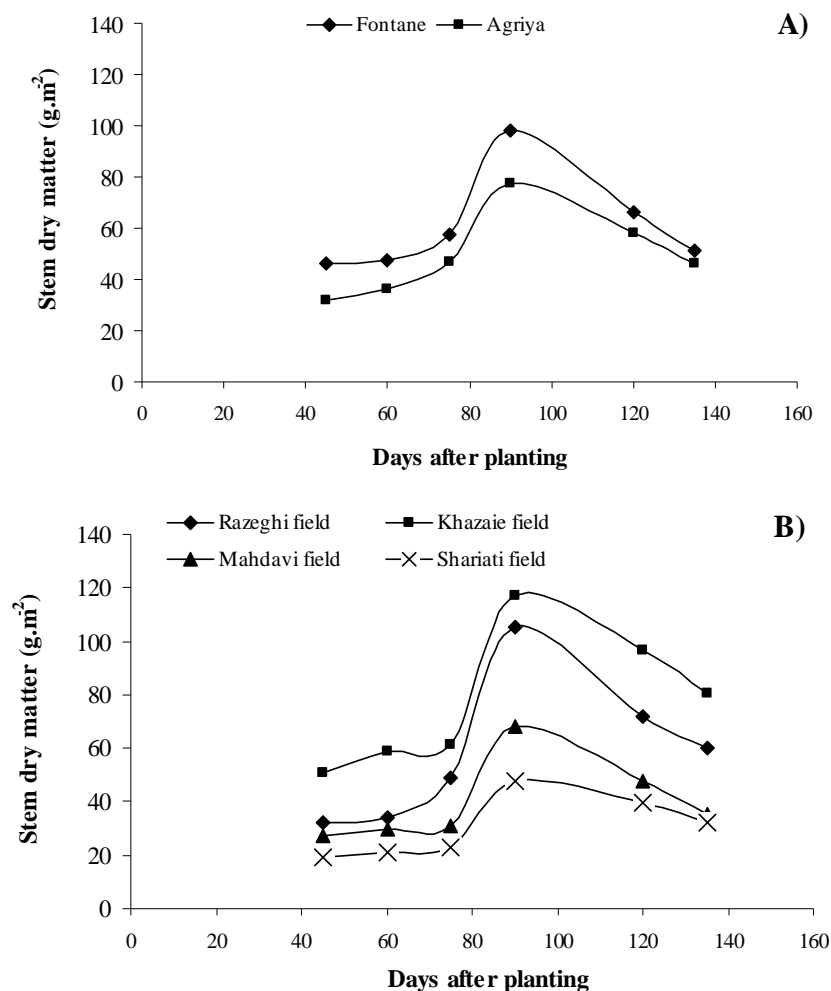 Fontane Agriya A)
140
120
100
80
60
40
20
0
0 20 40 60 80 100 120 140 160
Stem dry matter (g.m-2)
Days after planting
Razeghi field Khazaie field B)
Mahdavi field Shariati field
140
120
100
80
60
40
20
0
0 20 40 60 80 100 120 140 160
Stem dry matter (g.m-2)
Days after planting